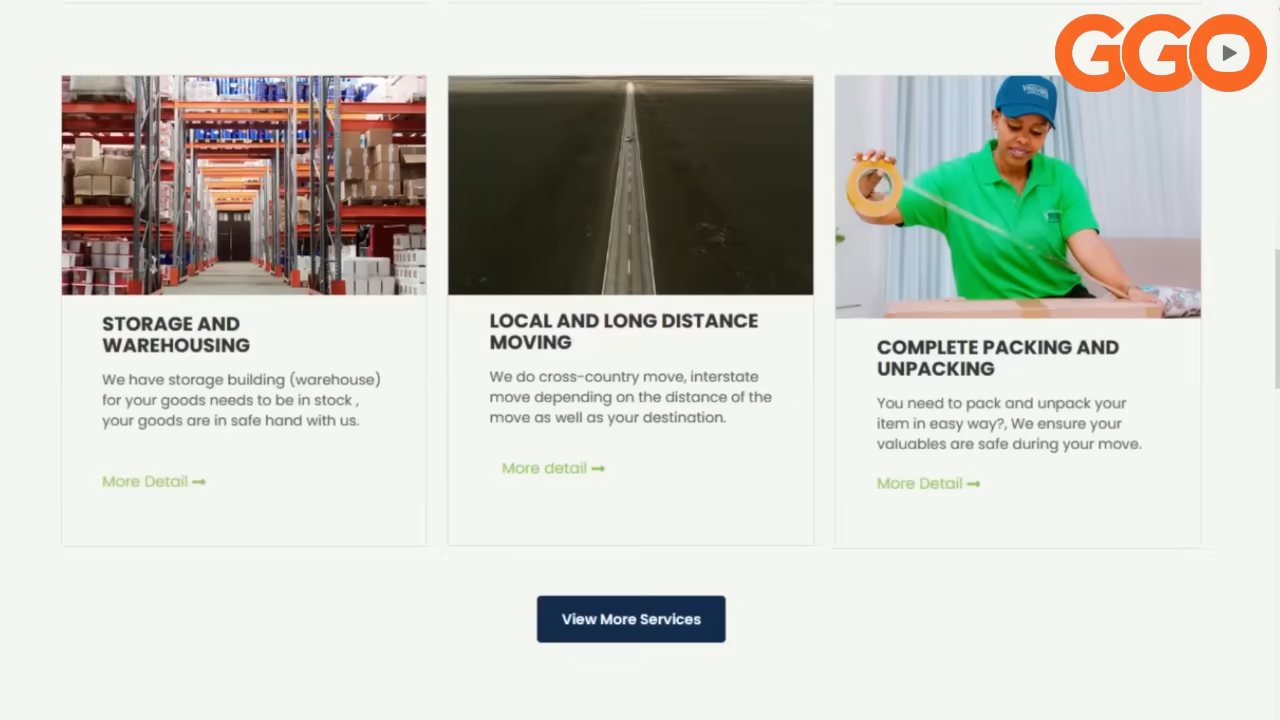 GGO
STORAGE AND
WAREHOUSING
We have storage building (warehouse)
for your goods needs to be in stock ,
your goods are in safe hand with us.
More Detail ➞
LOCAL AND LONG DISTANCE
MOVING
We do cross-country move, interstate
move depending on the distance of the
move as well as your destination.
More detail ➞
COMPLETE PACKING AND
UNPACKING
You need to pack and unpack your
item in easy way?, We ensure your
valuables are safe during your move.
More Detail ➞
View More Services